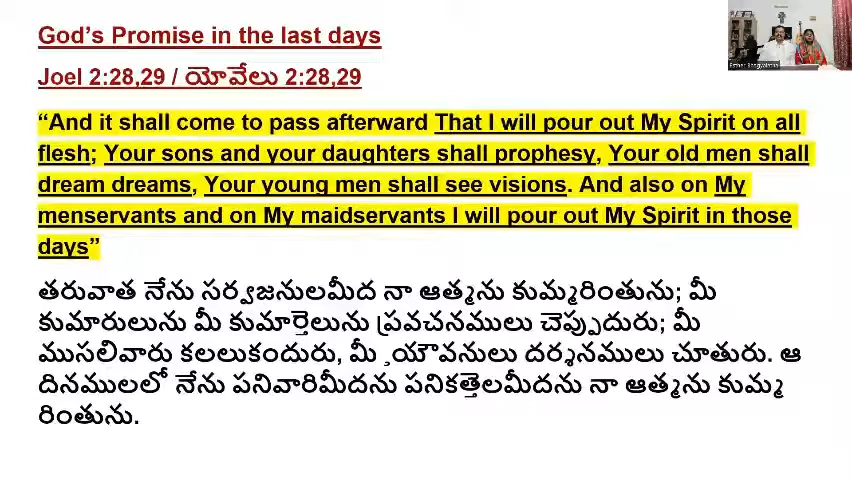 God’s Promise in the last days
Joel 2:28,29 / యోవేలు 2:28,29
“And it shall come to pass afterward That I will pour out My Spirit on all
flesh; Your sons and your daughters shall prophesy, Your old men shall
dream dreams, Your young men shall see visions. And also on My
menservants and on My maidservants I will pour out My Spirit in those
days”
తరువాత నేను సర్వజనులమీద నా ఆత్మను కుమ్మరింతును; మీ
కుమారులును మీ కుమార్తెలును ప్రవచనములు చెప్పుదురు; మీ
ముసలివారు కలలుకందురు, మీ యౌవనులు దర్శనములు చూతురు. ఆ
దినములలో నేను పనివారిమీదను పనికత్తెలమీదను నా ఆత్మను కుమ్మ
రింతును.